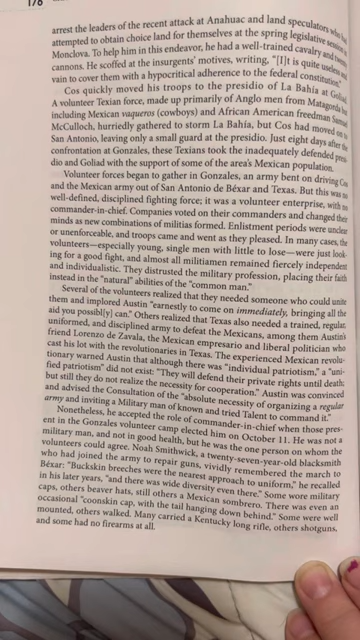 178
arrest the leaders of the recent attack at Anahuac and land speculators who
attempted to obtain choice land for themselves at the spring legislative session
Monclova. To help him in this endeavor, he had a well-trained cavalry and
cannons. He scoffed at the insurgents' motives, writing, "[I]t is quite useless and
vain to cover them with a hypocritical adherence to the federal constitution."
Cos quickly moved his troops to the presidio of La Bahía at Goliad.
A volunteer Texian force, made up primarily of Anglo men from Matagorda but
including Mexican vaqueros (cowboys) and African American freedman Samuel
McCulloch, hurriedly gathered to storm La Bahía, but Cos had moved on to
San Antonio, leaving only a small guard at the presidio. Just eight days after the
confrontation at Gonzales, these Texians took the inadequately defended presi-
dio and Goliad with the support of some of the area's Mexican population.
Volunteer forces began to gather in Gonzales, an army bent on driving Cos
and the Mexican army out of San Antonio de Béxar and Texas. But this was no
well-defined, disciplined fighting force; it was a volunteer enterprise, with no
commander-in-chief. Companies voted on their commanders and changed their
minds as new combinations of militias formed. Enlistment periods were unclear
or unenforceable, and troops came and went as they pleased. In many cases, the
volunteers—especially young, single men with little to lose—were just look-
ing for a good fight, and almost all militiamen remained fiercely independent
and individualistic. They distrusted the military profession, placing their faith
instead in the "natural" abilities of the "common man."
Several of the volunteers realized that they needed someone who could unite
them and implored Austin "earnestly to come on immediately, bringing all the
aid you possibl[y] can." Others realized that Texas also needed a trained, regular,
uniformed, and disciplined army to defeat the Mexicans, among them Austin's
friend Lorenzo de Zavala, the Mexican empresario and liberal politician who
cast his lot with the revolutionaries in Texas. The experienced Mexican revolu-
tionary warned Austin that although there was "individual patriotism," a "uni-
fied patriotism" did not exist: "They will defend their private rights until death;
but still they do not realize the necessity for cooperation." Austin was convinced
and advised the Consultation of the "absolute necessity of organizing a regular
army and inviting a Military man of known and tried Talent to command it."
Nonetheless, he accepted the role of commander-in-chief when those pres-
ent in the Gonzales volunteer camp elected him on October 11. He was not a
military man, and not in good health, but he was the one person on whom the
volunteers could agree. Noah Smithwick, a twenty-seven-year-old blacksmith
who had joined the army to repair guns, vividly remembered the march to
Béxar: "Buckskin breeches were the nearest approach to uniform," he recalled
in his later years, "and there was wide diversity even there." Some wore military
caps, others beaver hats, still others a Mexican sombrero. There was even an
occasional "coonskin cap, with the tail hanging down behind." Some were well
mounted, others walked. Many carried a Kentucky long rifle, others shotguns,
and some had no firearms at all.